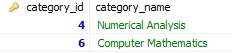 category_id category_name
4 Numerical Analysis
6 Computer Mathematics